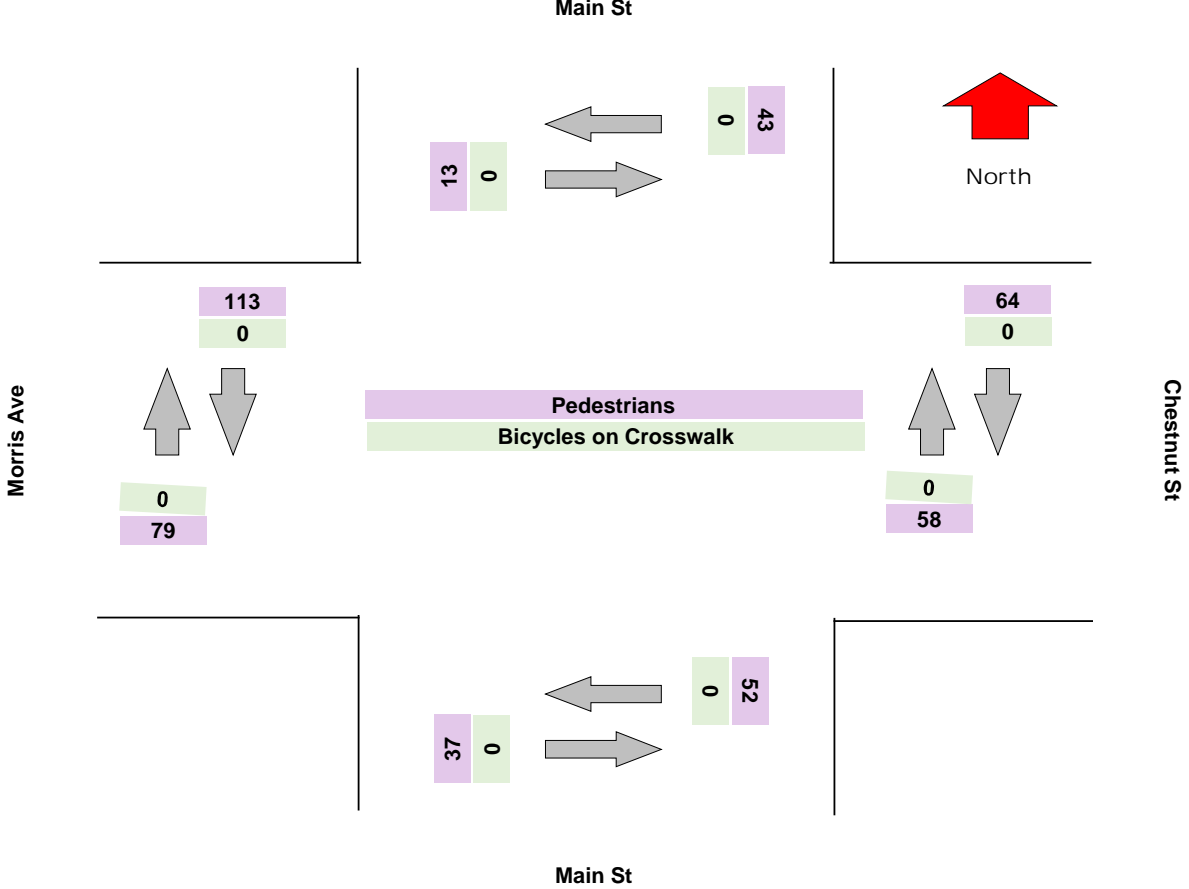 Main St
0
43
13
0
North
113
0
64
0
Morris Ave
Pedestrians
Bicycles on Crosswalk
Chestnut St
0
79
0
58
0
52
37
0
Main St